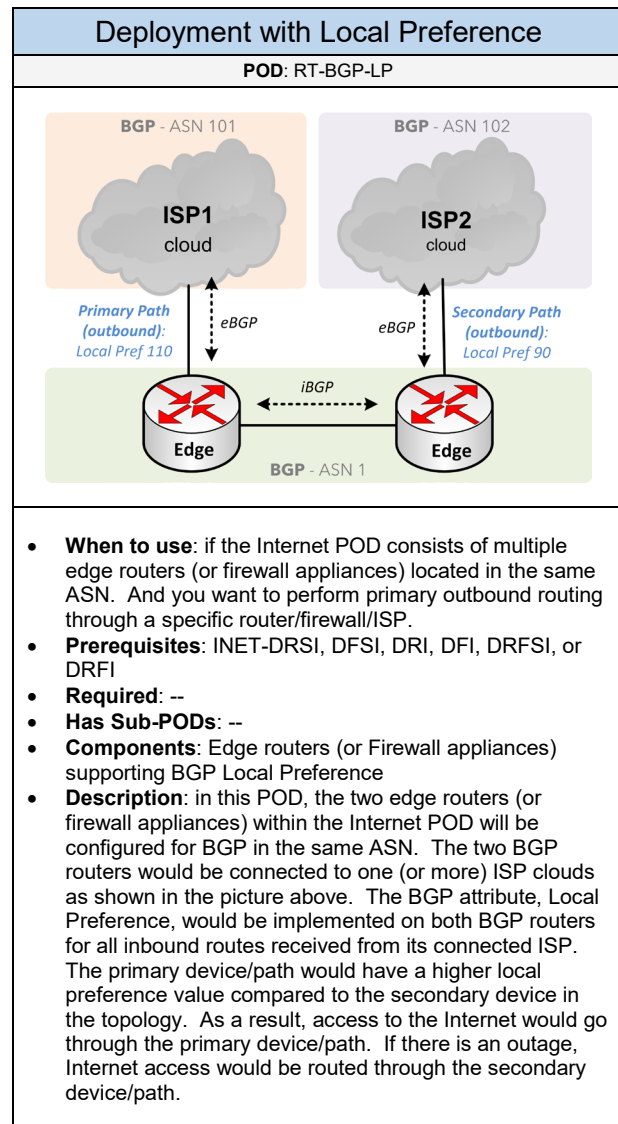 Deployment with Local Preference
POD: RT-BGP-LP
BGP - ASN 101
BGP - ASN 102
ISP1
cloud
ISP2
cloud
Primary Path
(outbound):
Local Pref 110
eBGP
eBGP
Secondary Path
(outbound):
Local Pref 90
iBGP
Edge
Edge
BGP - ASN 1
• When to use: if the Internet POD consists of multiple
edge routers (or firewall appliances) located in the same
ASN.  And you want to perform primary outbound routing
through a specific router/firewall/ISP.
• Prerequisites: INET-DRSI, DFSI, DRI, DFI, DRFSI, or
DRFI
• Required: --
• Has Sub-PODs: --
• Components: Edge routers (or Firewall appliances)
supporting BGP Local Preference
• Description: in this POD, the two edge routers (or
firewall appliances) within the Internet POD will be
configured for BGP in the same ASN.  The two BGP
routers would be connected to one (or more) ISP clouds
as shown in the picture above.  The BGP attribute, Local
Preference, would be implemented on both BGP routers
for all inbound routes received from its connected ISP.
The primary device/path would have a higher local
preference value compared to the secondary device in
the topology.  As a result, access to the Internet would go
through the primary device/path.  If there is an outage,
Internet access would be routed through the secondary
device/path.